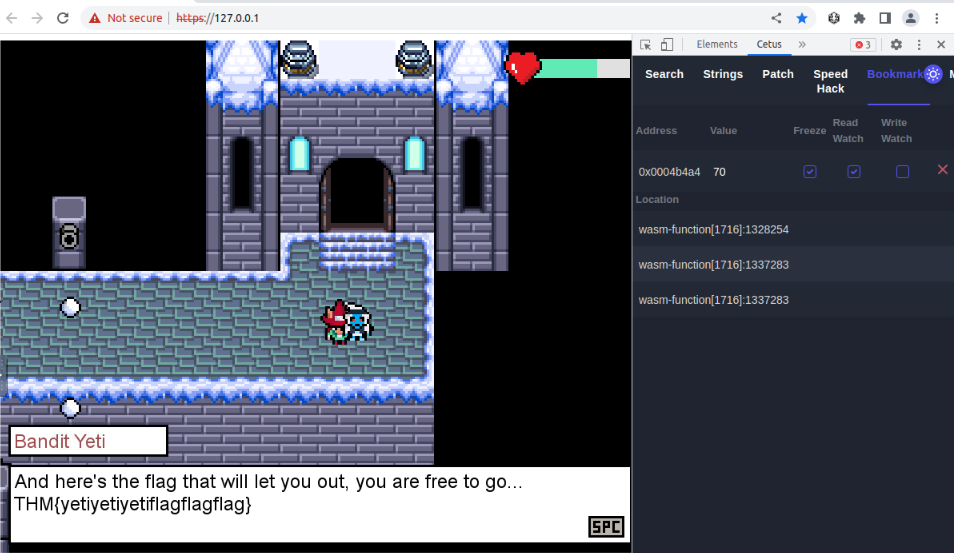 Not secure
https://127.0.0.1
Elements
Cetus
»
3
Search
Strings
Patch
Speed
Hack
Bookmark
M
Address
Value
Freeze
Read
Watch
Write
Watch
0x0004b4a4
70
Location
wasm-function[1716]:1328254
wasm-function[1716]:1337283
wasm-function[1716]:1337283
Bandit Yeti
And here's the flag that will let you out, you are free to go...
THM{yetiyetiyetiflagflagflag}
SPC